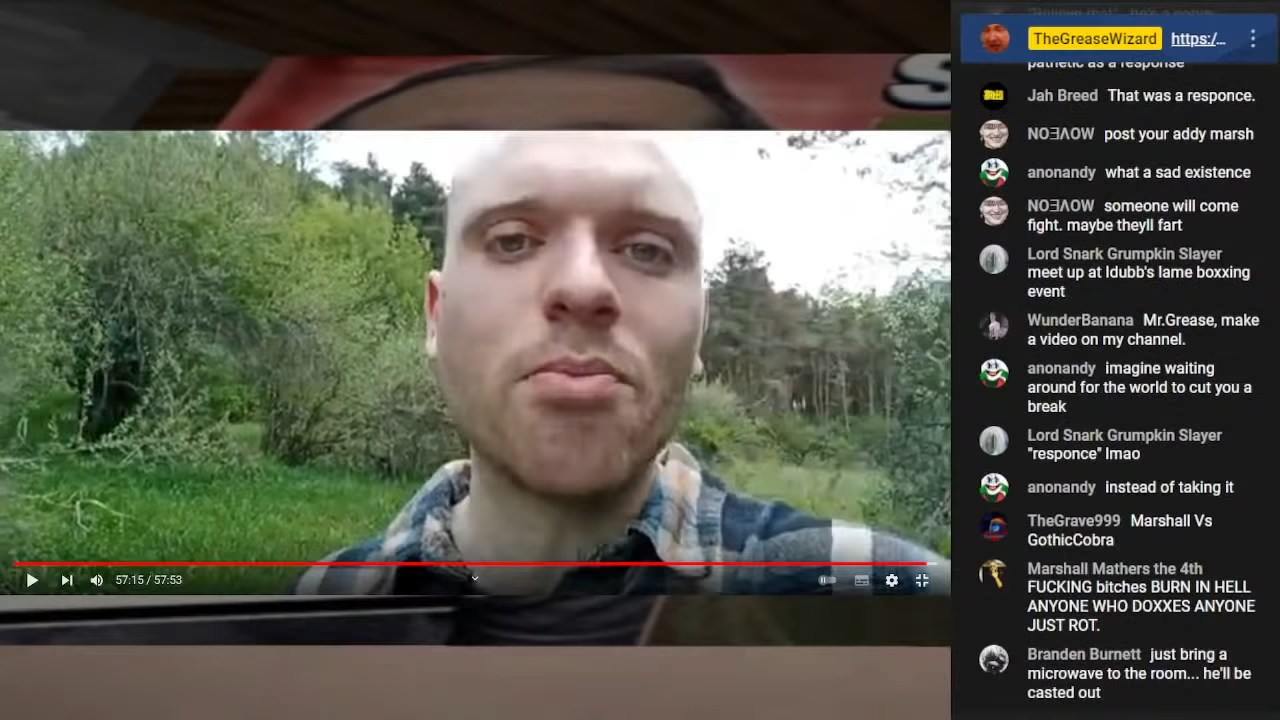 S
TheGreaseWizard https:/...
pathetic as a response
Jah Breed That was a responce.
NOƎΛOW post your addy marsh
anonandy what a sad existence
NOƎΛOW someone will come
fight. maybe theyll fart
Lord Snark Grumpkin Slayer
meet up at Idubb's lame boxxing
event
WunderBanana Mr.Grease, make
a video on my channel.
anonandy imagine waiting
around for the world to cut you a
break
Lord Snark Grumpkin Slayer
"responce" lmao
anonandy instead of taking it
TheGrave999 Marshall Vs
GothicCobra
Marshall Mathers the 4th
FUCKING bitches BURN IN HELL
ANYONE WHO DOXXES ANYONE
JUST ROT.
Branden Burnett just bring a
microwave to the room... he'll be
casted out
57:15 / 57:53